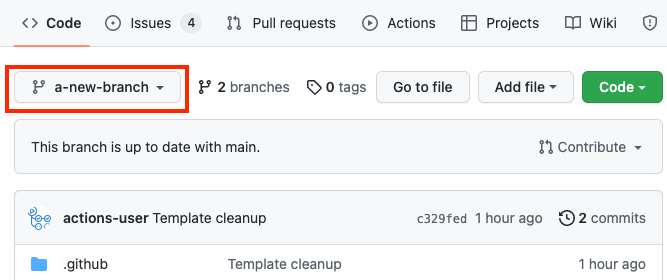 Code Issues 4 Pull requests Actions Projects Wiki
a-new-branch 2 branches 0 tags Go to file Add file Code
This branch is up to date with main. Contribute
actions-user Template cleanup c329fed 1 hour ago 2 commits
.github Template cleanup 1 hour ago